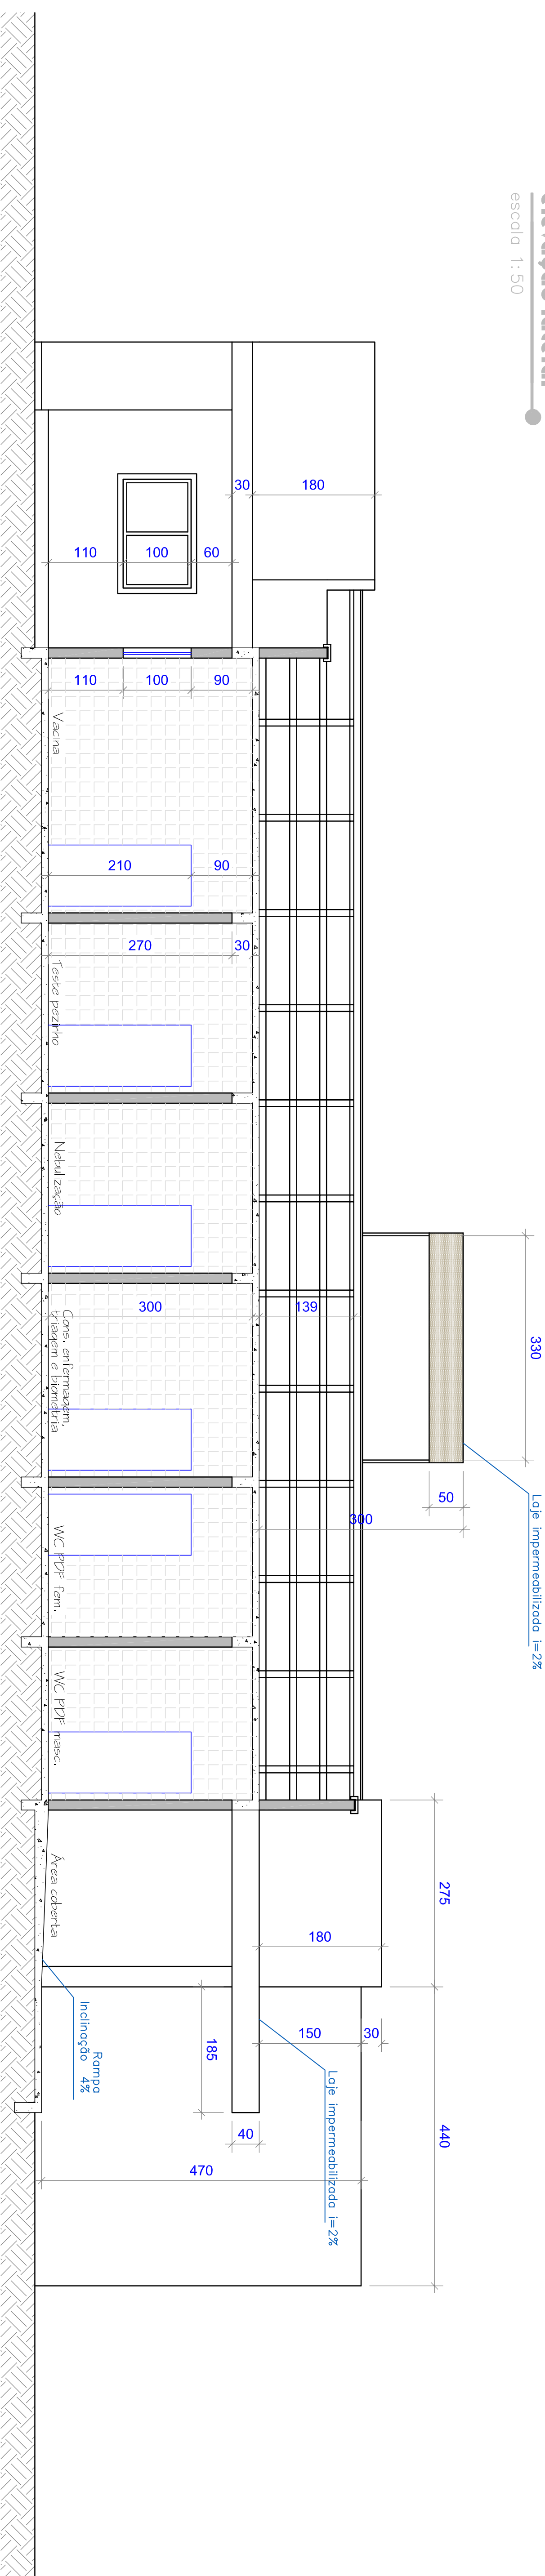 escala 1:50
30
180
110
100
60
110
100
90
Vacina
210
90
270
30
Teste pezinho
Nebulização
300
139
Cons. enfermagem,
triagem e biometria
330
50
300
Laje impermeabilizada i=2%
WC PDF fem.
WC PDF masc.
275
Área coberta
180
150
30
185
Rampa
Inclinação 4%
Laje impermeabilizada i=2%
40
440
470